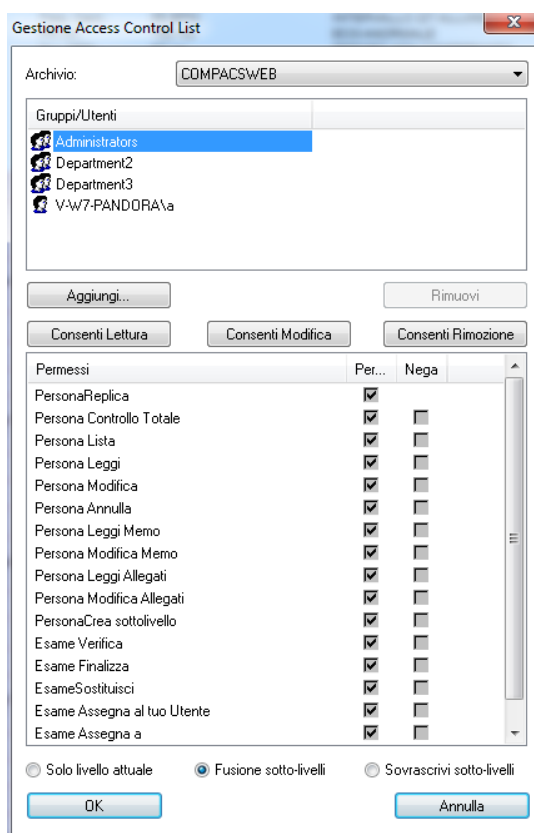 Gestione Access Control List
Archivio: COMPACSWEB
Gruppi/Utenti
Administrators
Department2
Department3
V-W7-PANDORA\a
Aggiungi... Rimuovi
Consenti Lettura Consenti Modifica Consenti Rimozione
Permessi Per... Nega
PersonaReplica
Persona Controllo Totale
Persona Lista
Persona Leggi
Persona Modifica
Persona Annulla
Persona Leggi Memo
Persona Modifica Memo
Persona Leggi Allegati
Persona Modifica Allegati
PersonaCrea sottolivello
Esame Verifica
Esame Finalizza
EsameSostituisci
Esame Assegna al tuo Utente
Esame Assegna a
Solo livello attuale Fusione sotto-livelli Sovrascrivi sotto-livelli
OK Annulla